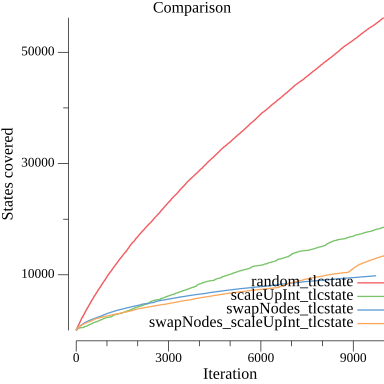 Comparison
States covered
50000
30000
10000
random_tlcstate
scaleUpInt_tlcstate
swapNodes_tlcstate
swapNodes_scaleUpInt_tlcstate
0 3000 6000 9000
Iteration